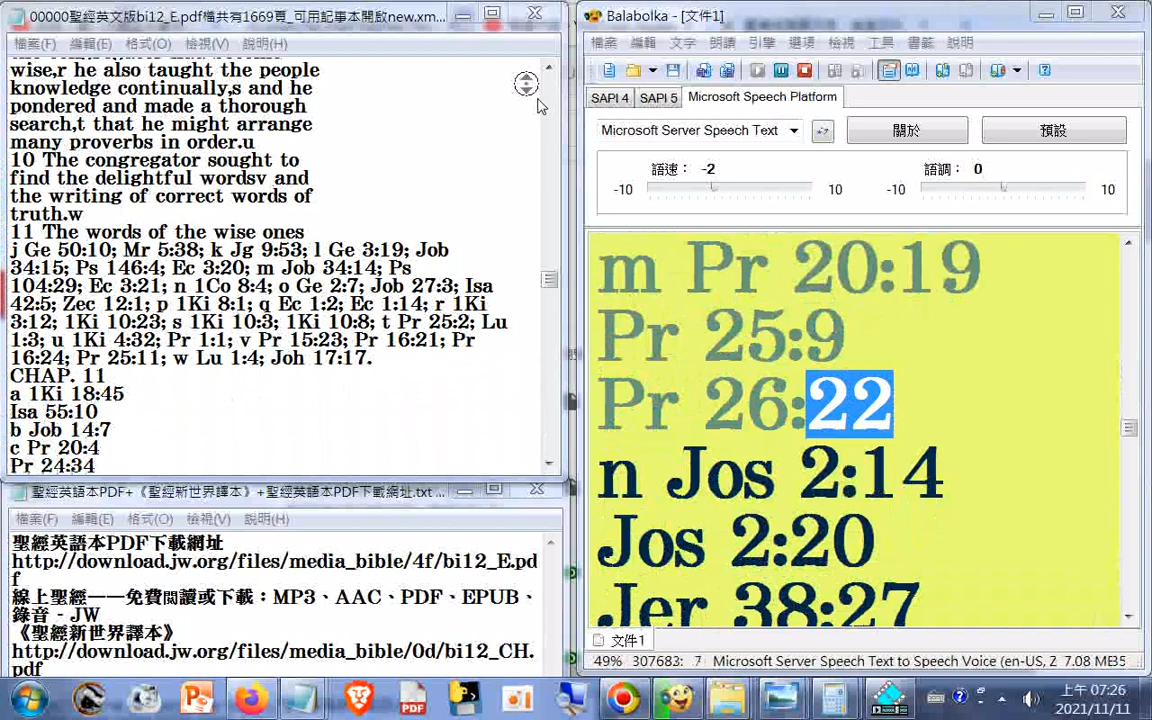 00000聖經英文版bi12_E.pdf檔共有1669頁_可用記事本開啟new.xm...
檔案(F) 編輯(E) 格式(O) 檢視(V) 說明(H)
wise,r he also taught the people
knowledge continually,s and he
pondered and made a thorough
search,t that he might arrange
many proverbs in order.u
10 The congregator sought to
find the delightful wordsv and
the writing of correct words of
truth.w
11 The words of the wise ones
j Ge 50:10; Mr 5:38; k Jg 9:53; l Ge 3:19; Job
34:15; Ps 146:4; Ec 3:20; m Job 34:14; Ps
104:29; Ec 3:21; n 1Co 8:4; o Ge 2:7; Job 27:3; Isa
42:5; Zec 12:1; p 1Ki 8:1; q Ec 1:2; Ec 1:14; r 1Ki
3:12; 1Ki 10:23; s 1Ki 10:3; 1Ki 10:8; t Pr 25:2; Lu
1:3; u 1Ki 4:32; Pr 1:1; v Pr 15:23; Pr 16:21; Pr
16:24; Pr 25:11; w Lu 1:4; Joh 17:17.
CHAP. 11
a 1Ki 18:45
Isa 55:10
b Job 14:7
c Pr 20:4
Pr 24:34
聖經英語本PDF+《聖經新世界譯本》+聖經英語本PDF下載網址.txt ...
檔案(F) 編輯(E) 格式(O) 檢視(V) 說明(H)
聖經英語本PDF下載網址
http://download.jw.org/files/media_bible/4f/bi12_E.pd
f
線上聖經——免費閱讀或下載：MP3、AAC、PDF、EPUB、
錄音 - JW
《聖經新世界譯本》
http://download.jw.org/files/media_bible/0d/bi12_CH.
pdf
Balabolka - [文件1]
檔案 編輯 文字 朗讀 引擎 選項 檢視 工具 書籤 說明
SAPI 4 SAPI 5 Microsoft Speech Platform
Microsoft Server Speech Text 關於 預設
語速： -2 語調： 0
-10 10 -10 10
m Pr 20:19
Pr 25:9
Pr 26:22
n Jos 2:14
Jos 2:20
Jer 38:27
文件1
49% 307683: 7 Microsoft Server Speech Text to Speech Voice (en-US, Z 7.08 MB
上午 07:26
2021/11/11